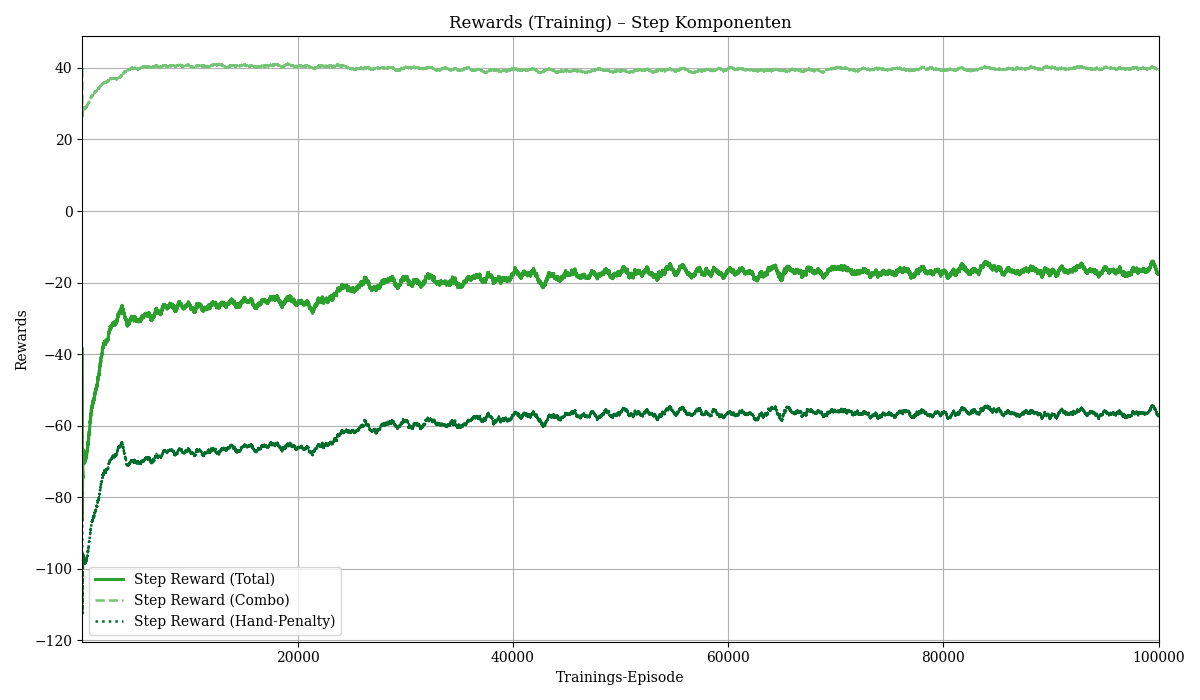 Rewards (Training) – Step Komponenten
40
20
0
−20
−40
−60
−80
−100
−120
Rewards
Step Reward (Total)
Step Reward (Combo)
Step Reward (Hand-Penalty)
20000
40000
60000
80000
100000
Trainings-Episode